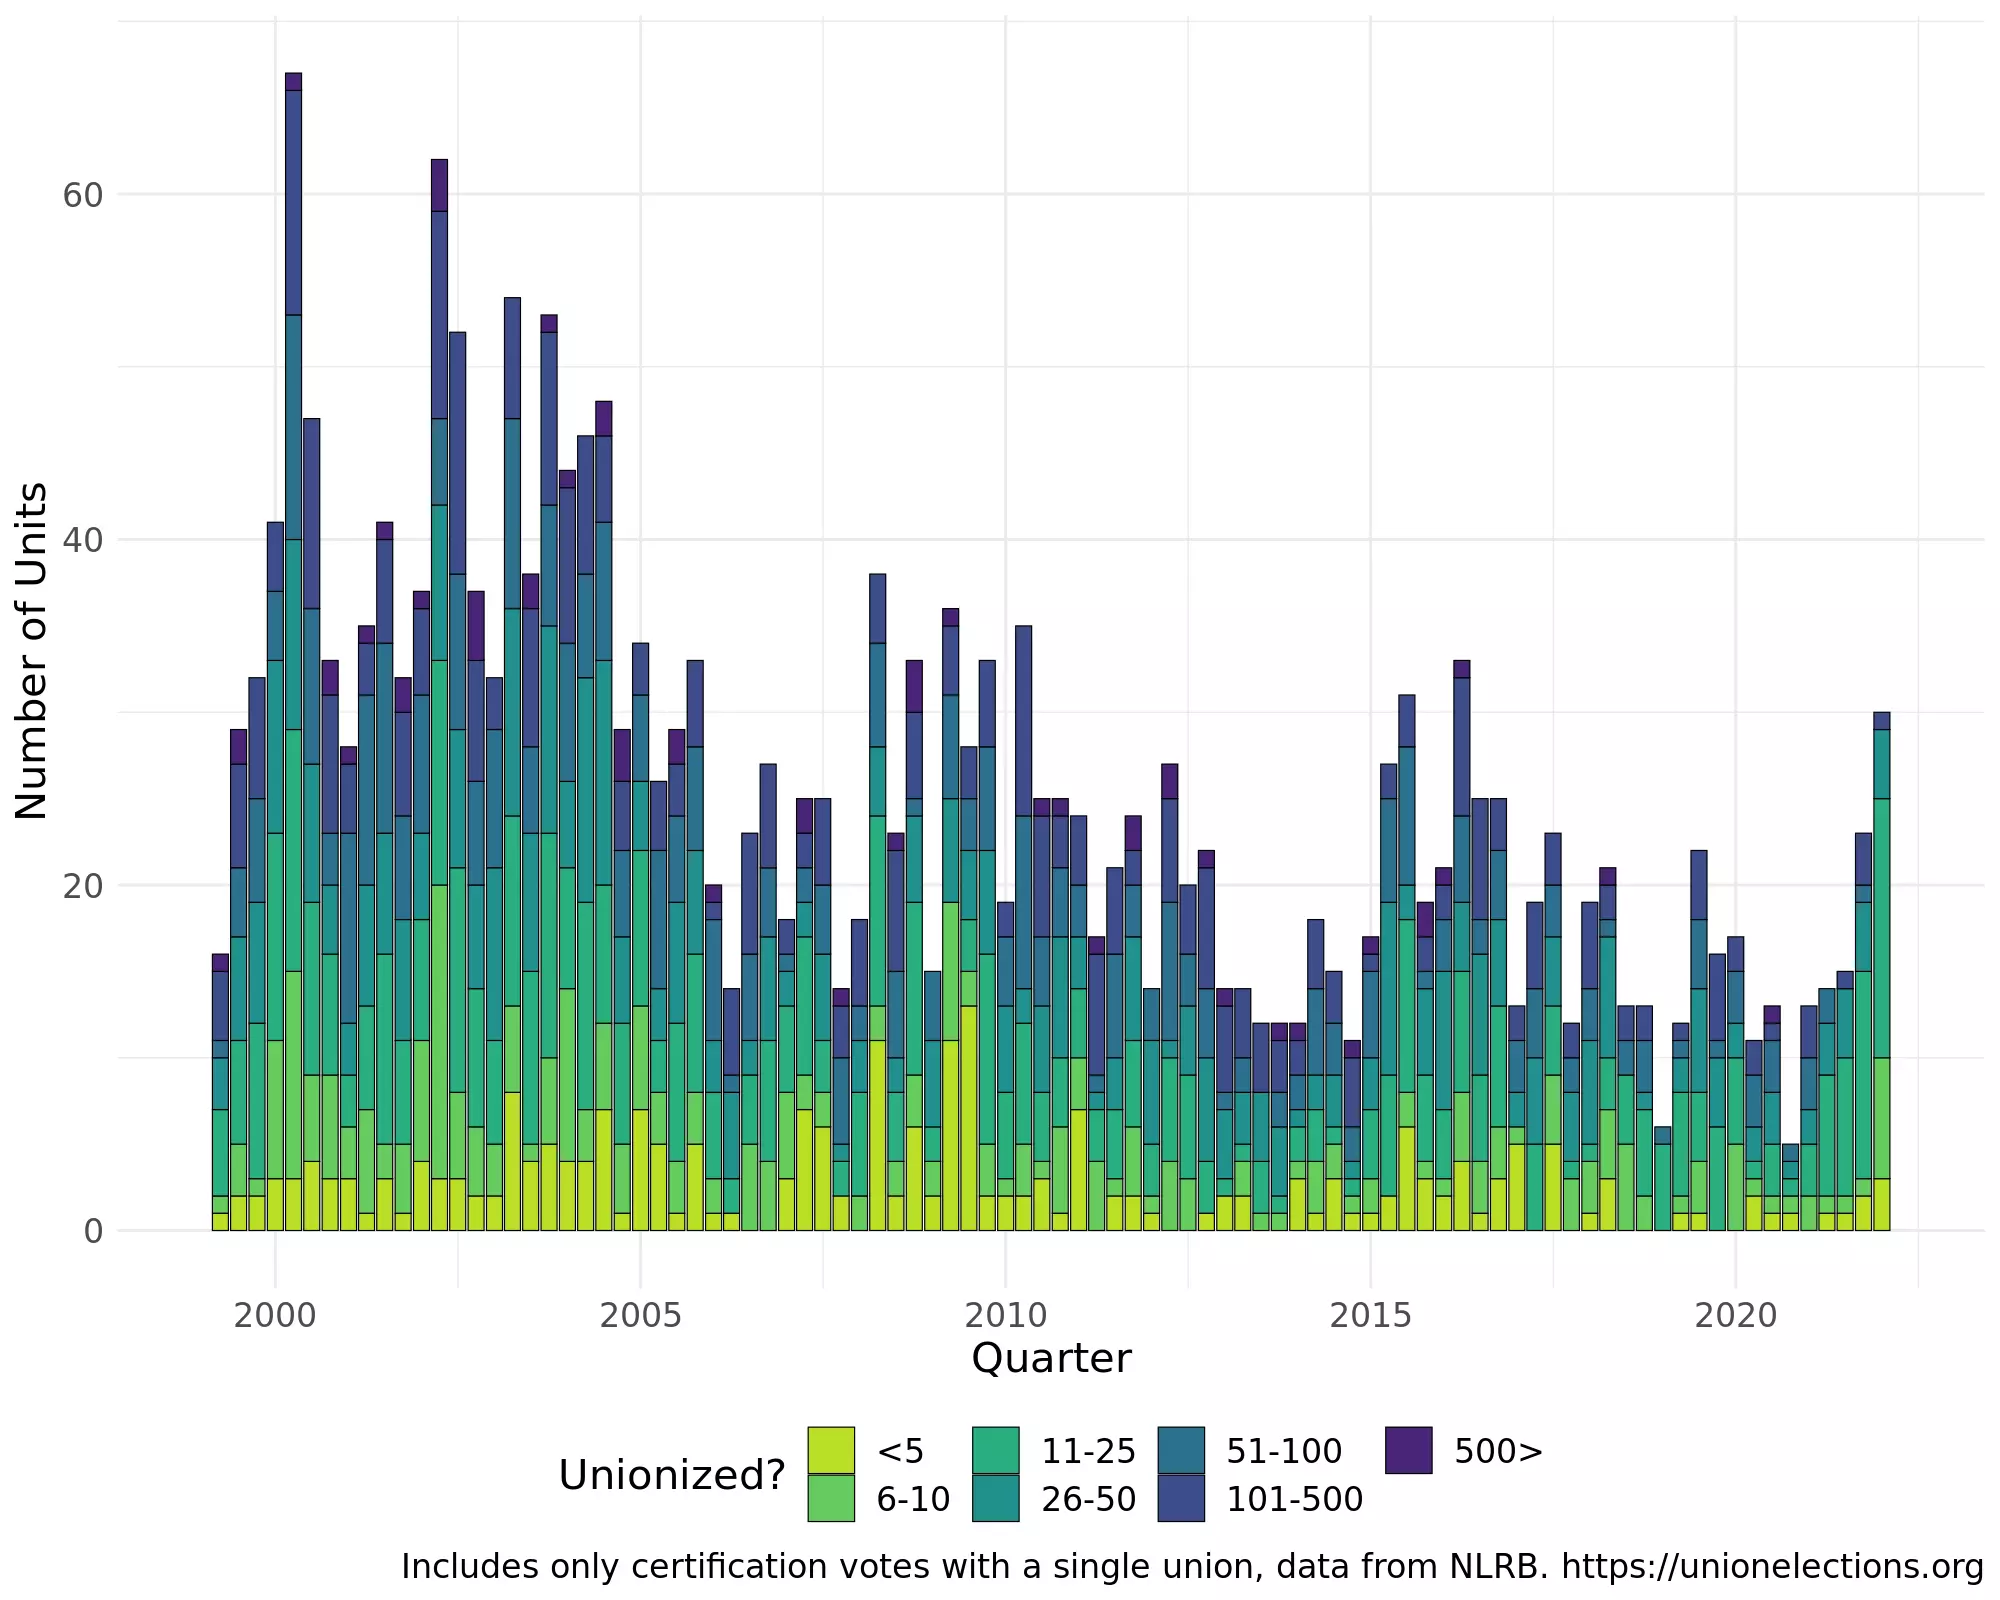 60
40
20
0
Number of Units
2000 2005 2010 2015 2020
Quarter
Unionized?
<5 11-25 51-100 500>
6-10 26-50 101-500
Includes only certification votes with a single union, data from NLRB. https://unionelections.org